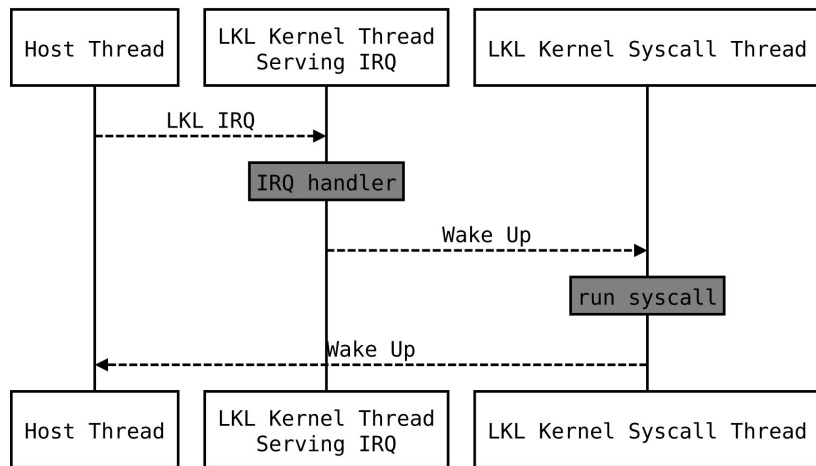 Host Thread
LKL Kernel Thread
Serving IRQ
LKL Kernel Syscall Thread
LKL IRQ
IRQ handler
Wake Up
run syscall
Wake Up
Host Thread
LKL Kernel Thread
Serving IRQ
LKL Kernel Syscall Thread